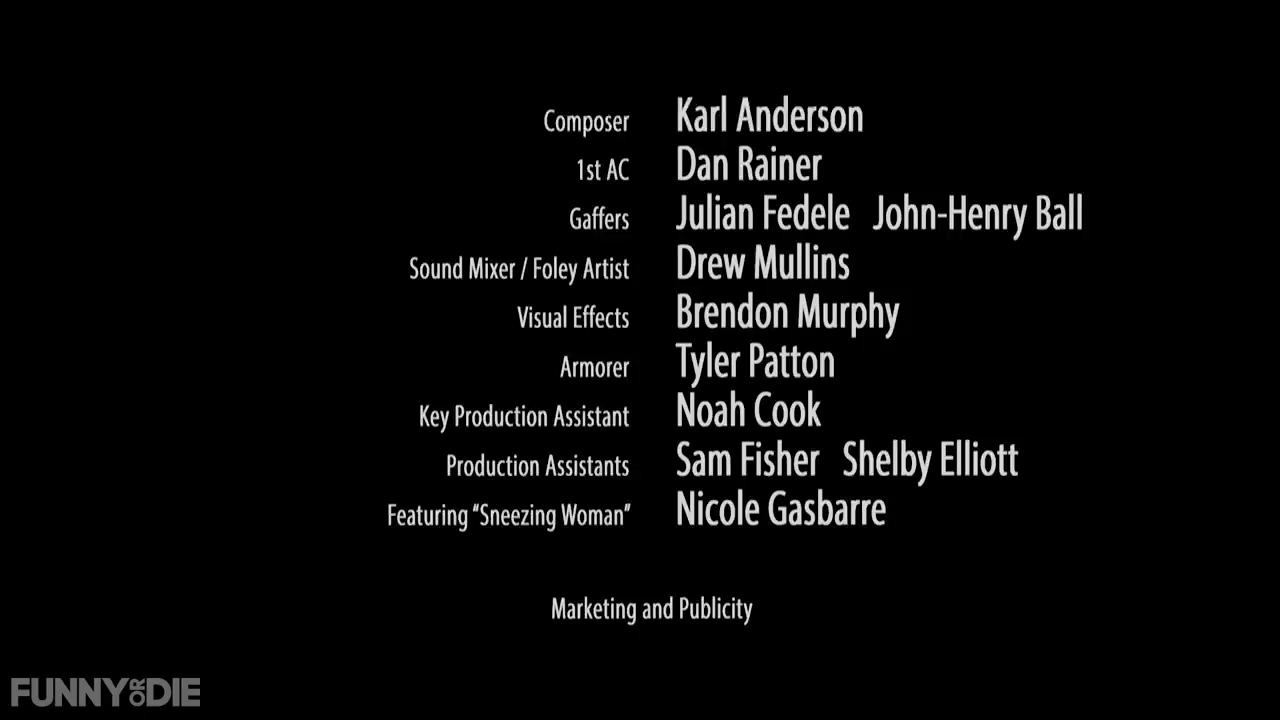 Composer Karl Anderson
1st AC Dan Rainer
Gaffers Julian Fedele John-Henry Ball
Sound Mixer / Foley Artist Drew Mullins
Visual Effects Brendon Murphy
Armorer Tyler Patton
Key Production Assistant Noah Cook
Production Assistants Sam Fisher Shelby Elliott
Featuring “Sneezing Woman” Nicole Gasbarre
Marketing and Publicity
FUNNY OR DIE